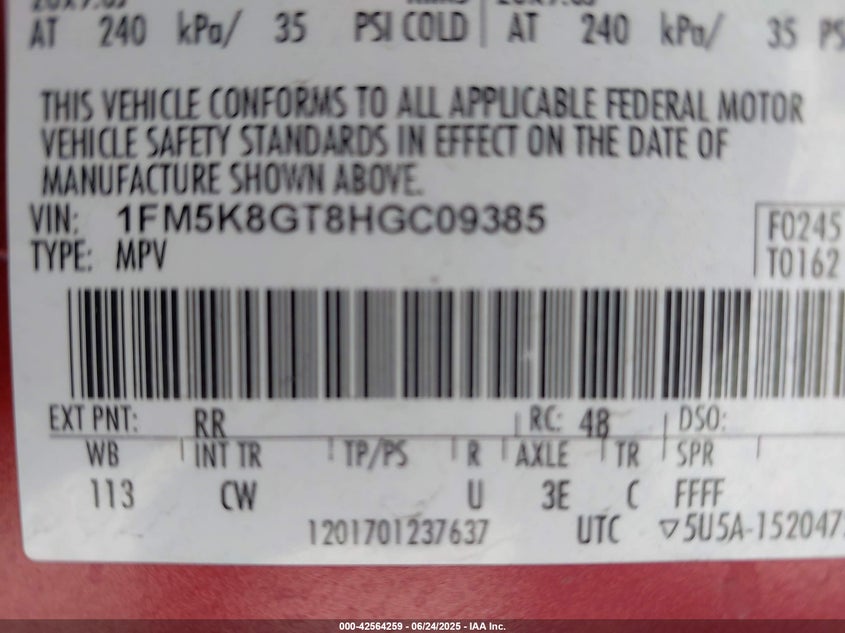 AT 240 kPa/ 35 PSI COLD AT 240 kPa/ 35 PS
THIS VEHICLE CONFORMS TO ALL APPLICABLE FEDERAL MOTOR
VEHICLE SAFETY STANDARDS IN EFFECT ON THE DATE OF
MANUFACTURE SHOWN ABOVE.
VIN: 1FM5K8GT8HGC09385
F0245
TYPE: MPV
T0162
EXT PNT: RR RC: 48 DSO:
WB INT TR TP/PS R AXLE TR SPR
113 CW U 3E C FFFF
1201701237637 UTC ▽5U5A-152047
000-42564259 - 06/24/2025 - IAA Inc.